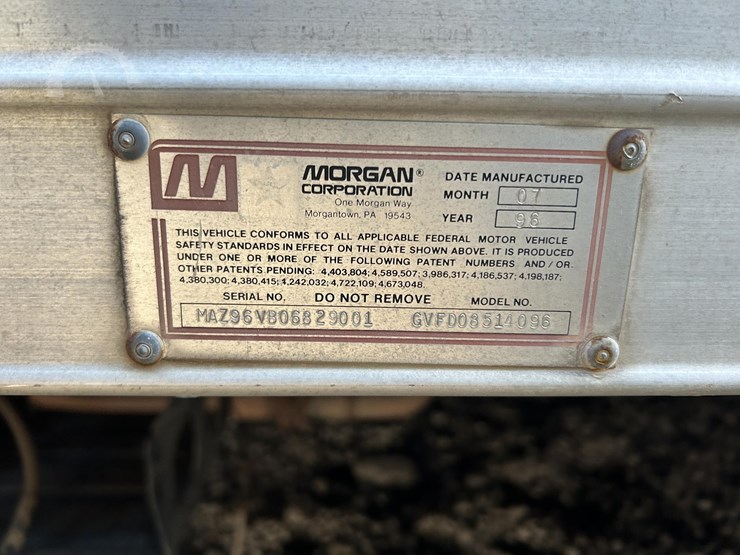 M
MORGAN®
CORPORATION
One Morgan Way
Morgantown, PA 19543
DATE MANUFACTURED
MONTH 07
YEAR 96
THIS VEHICLE CONFORMS TO ALL APPLICABLE FEDERAL MOTOR VEHICLE
SAFETY STANDARDS IN EFFECT ON THE DATE SHOWN ABOVE. IT IS PRODUCED
UNDER ONE OR MORE OF THE FOLLOWING PATENT NUMBERS AND/OR
OTHER PATENTS PENDING: 4,403,804; 4,589,507; 3,986,317; 4,186,537; 4,198,187;
4,380,300; 4,380,415; 4,242,032; 4,722,109; 4,673,048.
SERIAL NO. DO NOT REMOVE MODEL NO.
MAZ96VB06829001 GVFD08514096